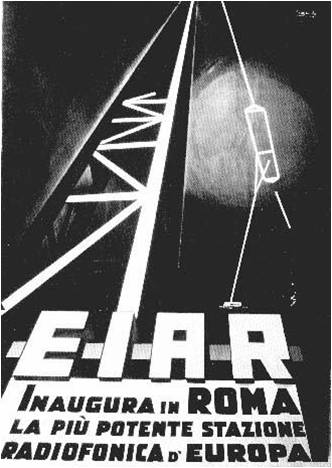 EIAR
INAUGURA IN ROMA
LA PIÙ POTENTE STAZIONE
RADIOFONICA D'EUROPA